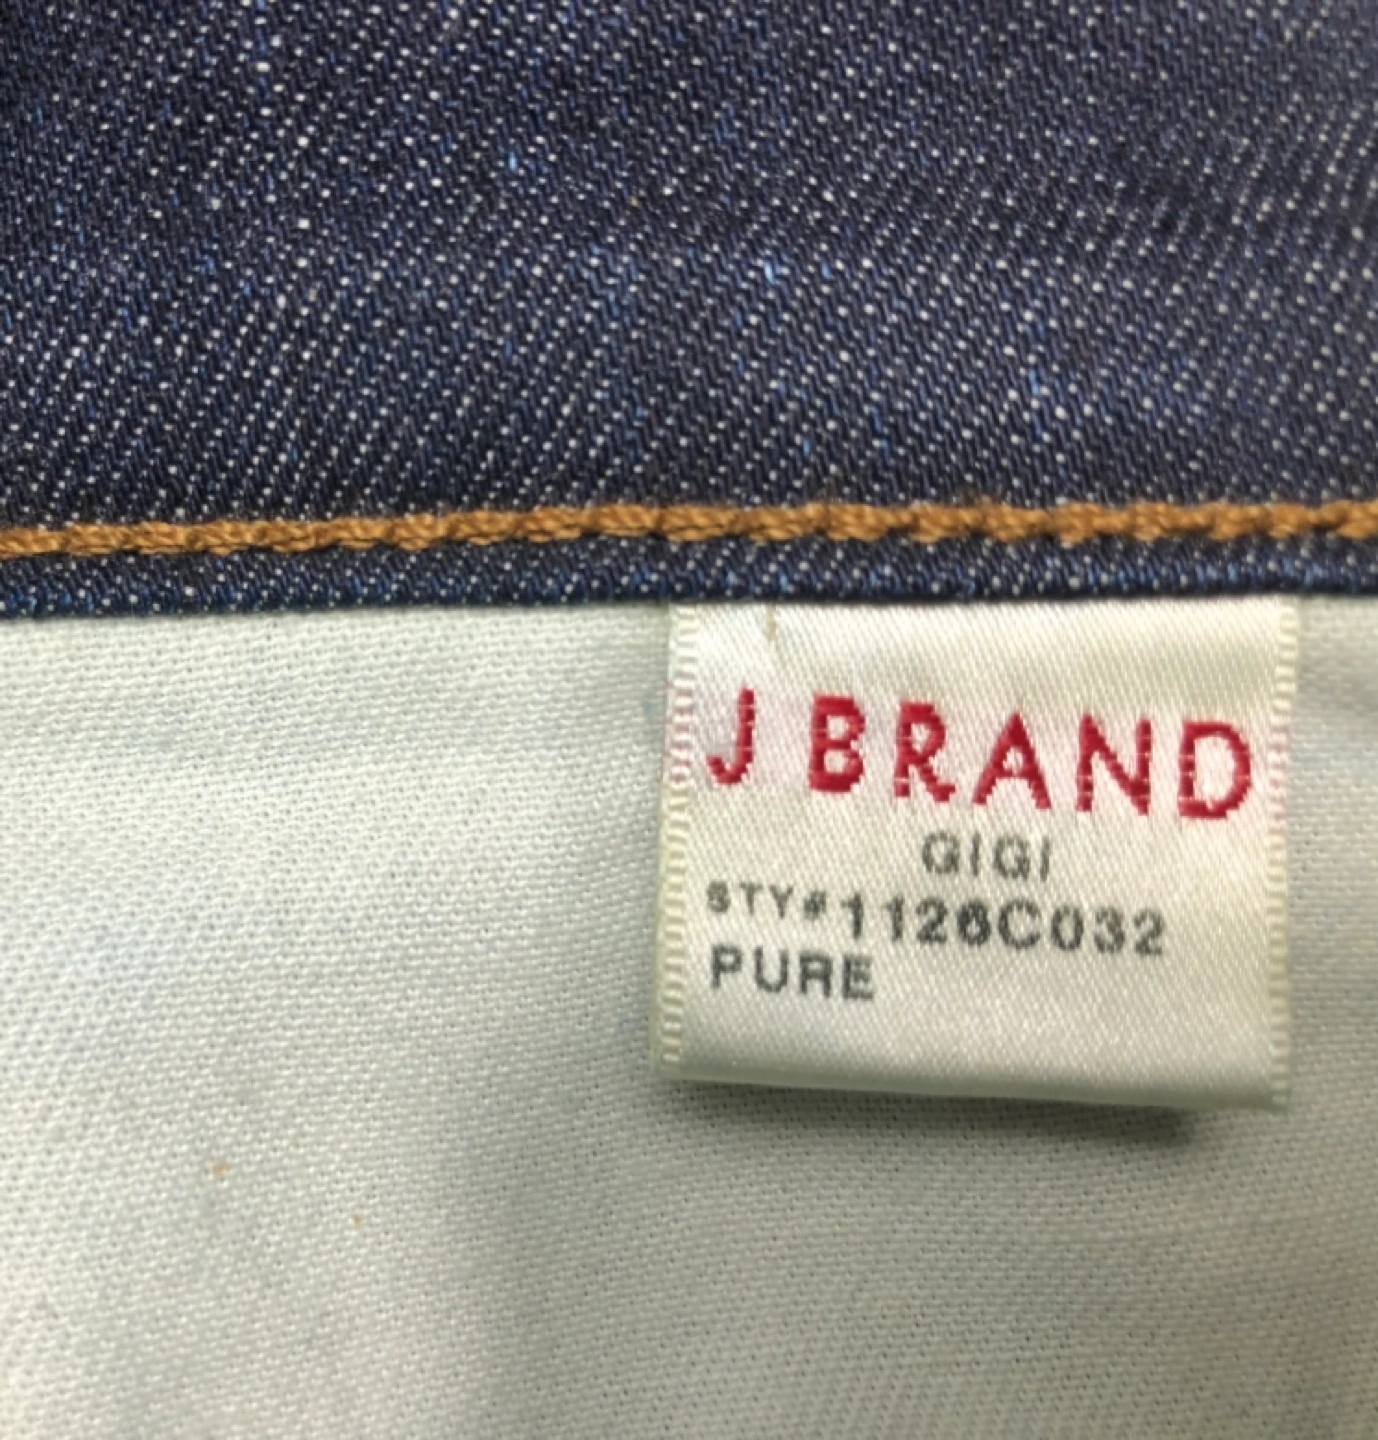 J BRAND
GIGI
STY#1126C032
PURE